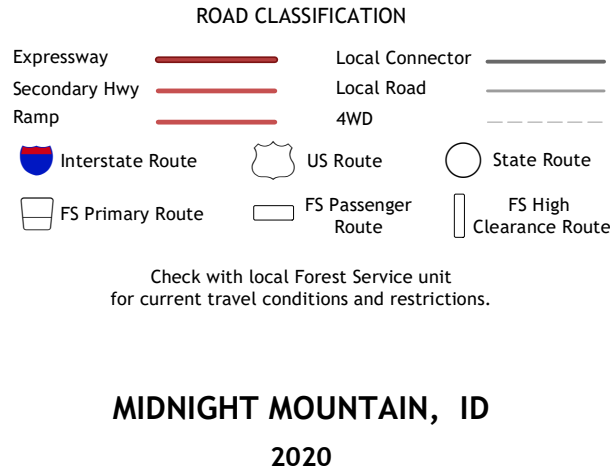 ROAD CLASSIFICATION
Expressway
Local Connector
Secondary Hwy
Local Road
Ramp
4WD
Interstate Route
US Route
State Route
FS Primary Route
FS Passenger
Route
FS High
Clearance Route
Check with local Forest Service unit
for current travel conditions and restrictions.
MIDNIGHT MOUNTAIN, ID
2020